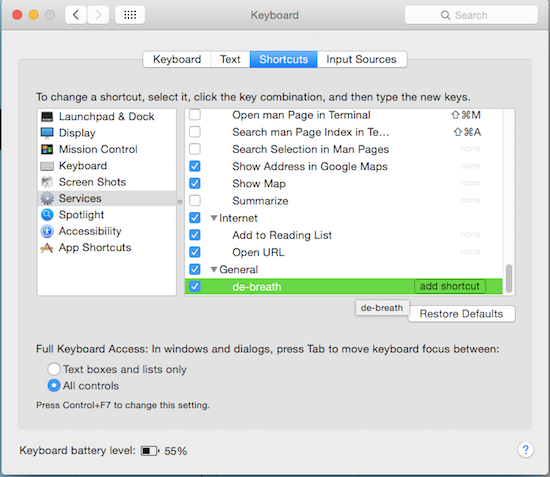 Keyboard
Search
Keyboard Text Shortcuts Input Sources
To change a shortcut, select it, click the key combination, and then type the new keys.
Launchpad & Dock
Display
Mission Control
Keyboard
Screen Shots
Services
Spotlight
Accessibility
App Shortcuts
Open man Page in Terminal ⇧⌘M
Search man Page Index in Te... ⇧⌘A
Search Selection in Man Pages none
Show Address in Google Maps none
Show Map none
Summarize none
Internet
Add to Reading List none
Open URL none
General
de-breath add shortcut
de-breath
Restore Defaults
Full Keyboard Access: In windows and dialogs, press Tab to move keyboard focus between:
Text boxes and lists only
All controls
Press Control+F7 to change this setting.
Keyboard battery level: 55%
?